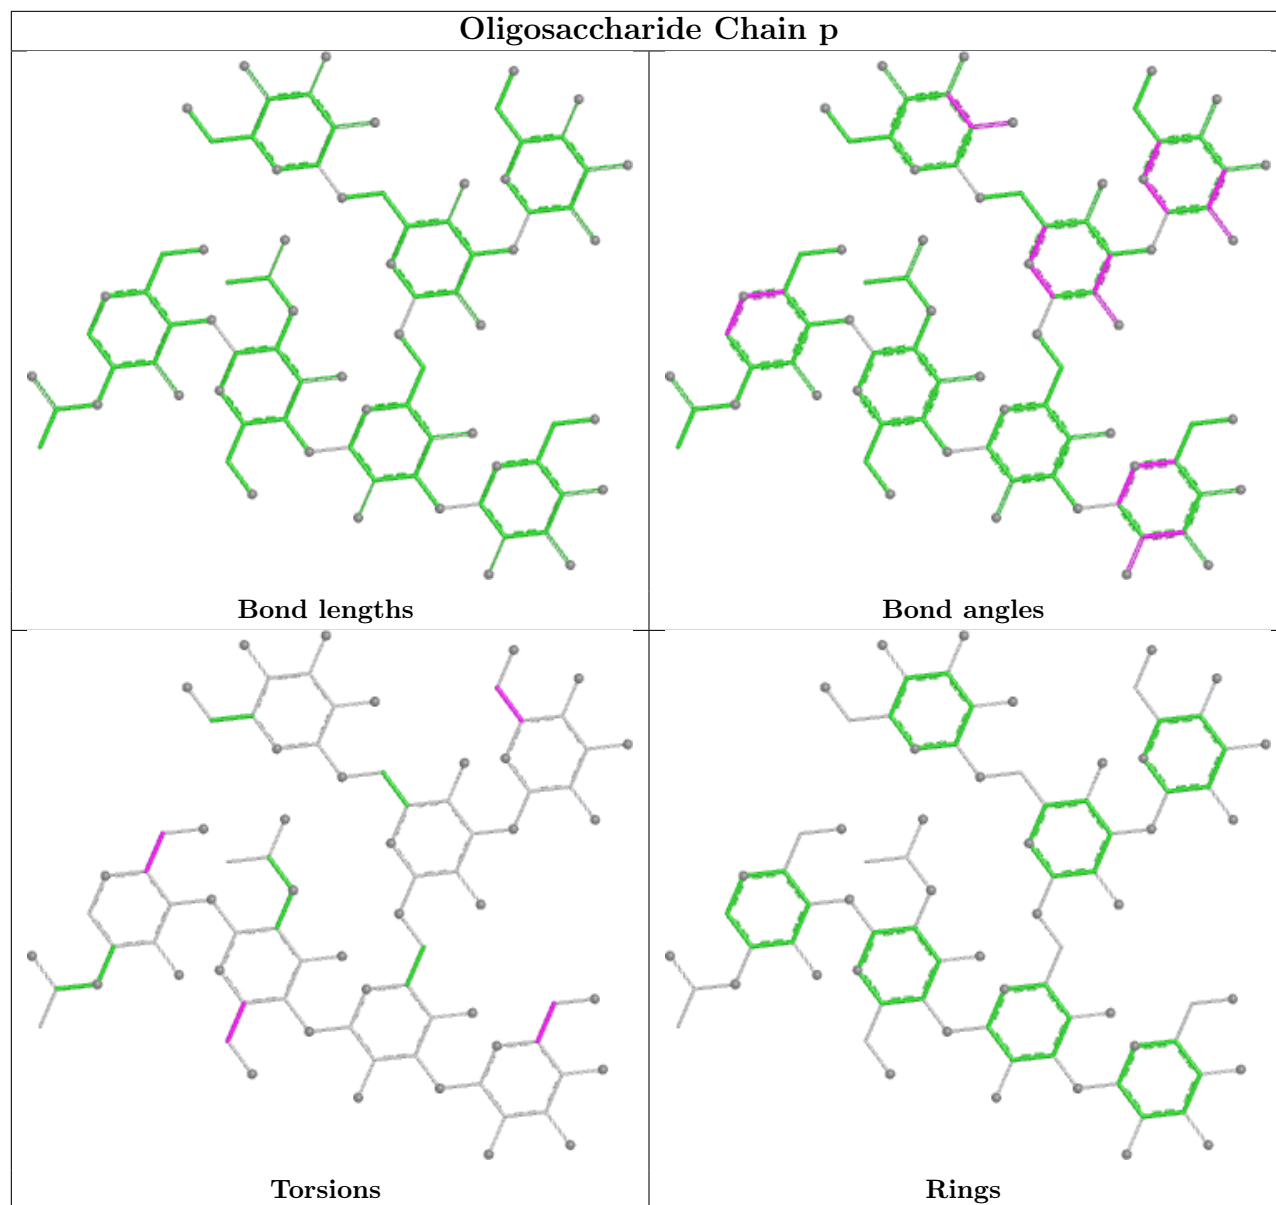 Oligosaccharide Chain p
Bond lengths
Bond angles
Torsions
Rings